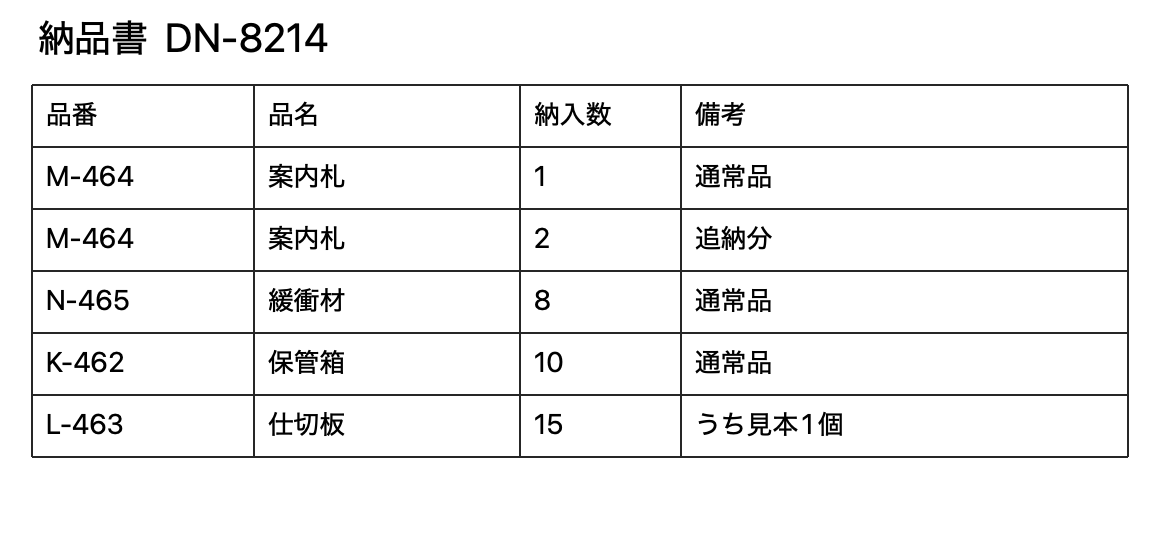 納品書 DN-8214
品番 品名 納入数 備考
M-464 案内札 1 通常品
M-464 案内札 2 追納分
N-465 緩衝材 8 通常品
K-462 保管箱 10 通常品
L-463 仕切板 15 うち見本1個